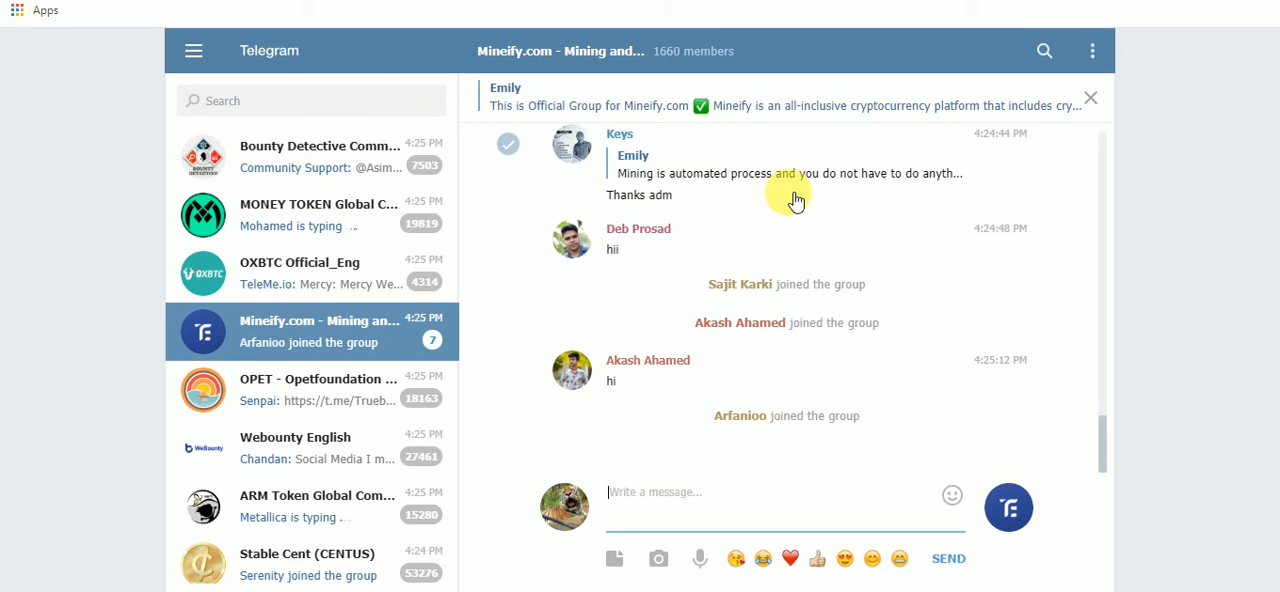 Apps
Telegram
Mineify.com - Mining and... 1660 members
Search
Bounty Detective Comm... 4:25 PM
Community Support: @Asim... 7503
MONEY TOKEN Global C... 4:25 PM
Mohamed is typing ... 19819
OXBTC Official_Eng 4:25 PM
TeleMe.io: Mercy: Mercy We... 4314
Mineify.com - Mining an... 4:25 PM
Arfanioo joined the group 7
OPET - Opetfoundation ... 4:25 PM
Senpai: https://t.me/Trueb... 18163
Webounty English 4:25 PM
Chandan: Social Media I m... 27461
ARM Token Global Com... 4:25 PM
Metallica is typing ... 15280
Stable Cent (CENTUS) 4:24 PM
Serenity joined the group 53276
Emily
This is Official Group for Mineify.com ✅ Mineify is an all-inclusive cryptocurrency platform that includes cry...
Keys 4:24:44 PM
Emily
Mining is automated process and you do not have to do anyth...
Thanks adm
Deb Prosad 4:24:48 PM
hii
Sajit Karki joined the group
Akash Ahamed joined the group
Akash Ahamed 4:25:12 PM
hi
Arfanioo joined the group
Write a message...
SEND
BOUNTY
DETECTIVE
OXBTC
WeBounty